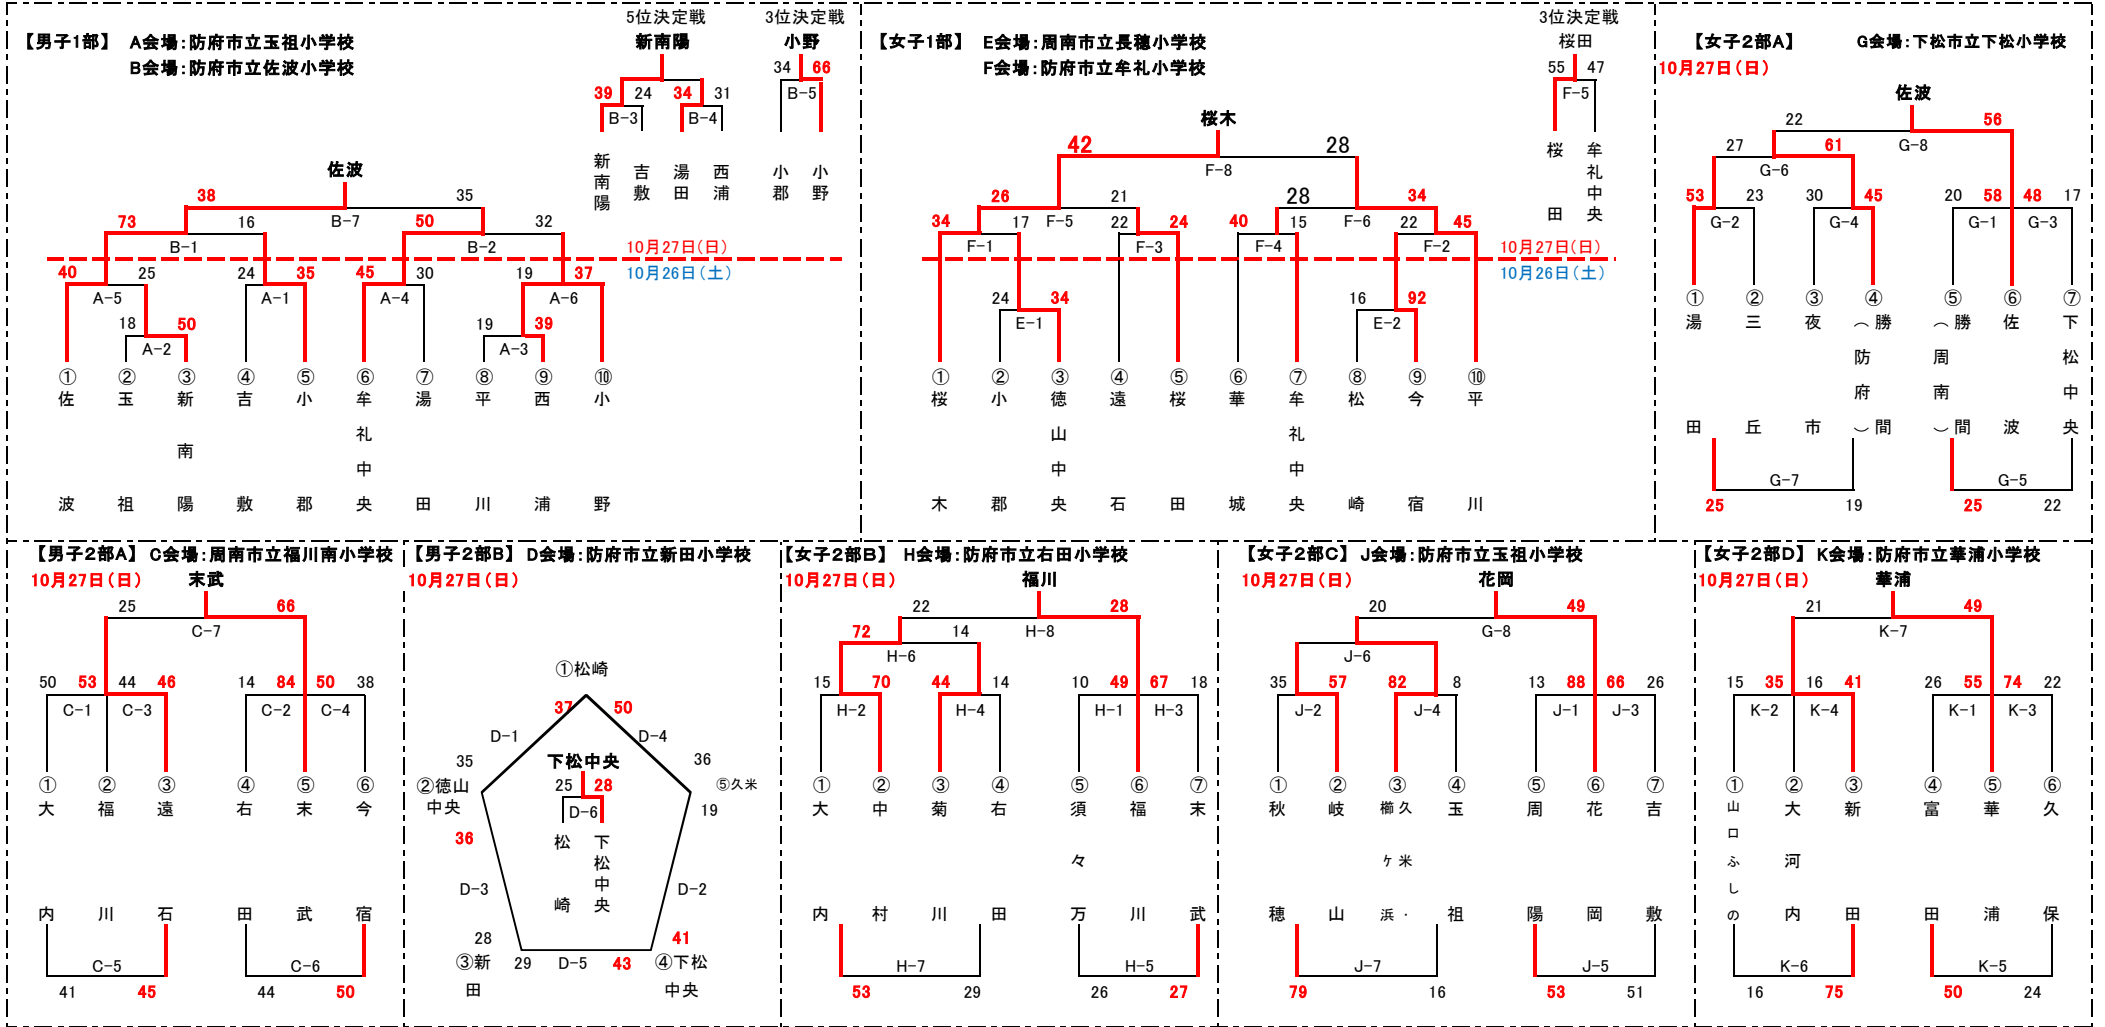 【男子1部】 A会場:防府市立玉祖小学校
B会場:防府市立佐波小学校
5位決定戦
新南陽
39 24 34 31
B-3 B-4
新南陽 吉敷 湯田 西浦
3位決定戦
小野
34 66
B-5
小郡 小野
佐波
38 35
B-7
73 16 50 32
B-1 B-2
10月27日(日)
10月26日(土)
40 25 24 35 45 30 19 37
A-5 A-1 A-4 A-6
18 50 19 39
A-2 A-3
① ② ③ ④ ⑤ ⑥ ⑦ ⑧ ⑨ ⑩
佐波 玉祖 新南陽 吉敷 小郡 牟礼中央 湯田 平川 西浦 小野
【女子1部】 E会場:周南市立長穂小学校
F会場:防府市立牟礼小学校
3位決定戦
桜田
55 47
F-5
桜田 牟礼中央
桜木
42 28
F-8
26 21 28 34
F-5 F-6
34 17 22 24 40 15 22 45
F-1 F-3 F-4 F-2
10月27日(日)
10月26日(土)
24 34 16 92
E-1 E-2
① ② ③ ④ ⑤ ⑥ ⑦ ⑧ ⑨ ⑩
桜木 小郡 徳山中央 遠石 桜田 華城 牟礼中央 松崎 今宿 平川
【女子2部A】 G会場:下松市立下松小学校
10月27日(日)
佐波
22 56
G-8
27 61
G-6
53 23 30 45 20 58 48 17
G-2 G-4 G-1 G-3
① ② ③ ④ ⑤ ⑥ ⑦
湯田 三丘 夜市 勝間(防府) 勝間(周南) 佐波 下松中央
G-7 G-5
25 19 25 22
【男子2部A】 C会場:周南市立福川南小学校
10月27日(日) 末武
25 66
C-7
50 53 44 46 14 84 50 38
C-1 C-3 C-2 C-4
① ② ③ ④ ⑤ ⑥
大内 福川 遠石 右田 末武 今宿
C-5 C-6
41 45 44 50
【男子2部B】 D会場:防府市立新田小学校
10月27日(日)
①松崎
37 50
D-1 D-4
35 36
下松中央
②徳山中央 25 28 ⑤久米
D-6 19
36 松崎 下松中央
D-3 D-2
28 41
③新田 29 D-5 43 ④下松中央
【女子2部B】 H会場:防府市立右田小学校
10月27日(日) 福川
22 28
H-8
72 14
H-6
15 70 44 14 10 49 67 18
H-2 H-4 H-1 H-3
① ② ③ ④ ⑤ ⑥ ⑦
大内 中村 菊川 右田 須々万 福川 末武
H-7 H-5
53 29 26 27
【女子2部C】 J会場:防府市立玉祖小学校
10月27日(日) 花岡
20 49
G-8
J-6
35 57 82 8 13 88 66 26
J-2 J-4 J-1 J-3
① ② ③ ④ ⑤ ⑥ ⑦
秋穂 岐山 久米・櫛ケ浜 玉祖 周陽 花岡 吉敷
J-7 J-5
79 16 53 51
【女子2部D】 K会場:防府市立華浦小学校
10月27日(日) 華浦
21 49
K-7
15 35 16 41 26 55 74 22
K-2 K-4 K-1 K-3
① ② ③ ④ ⑤ ⑥
山口ふしの 大河内 新田 富田 華浦 久保
K-6 K-5
16 75 50 24